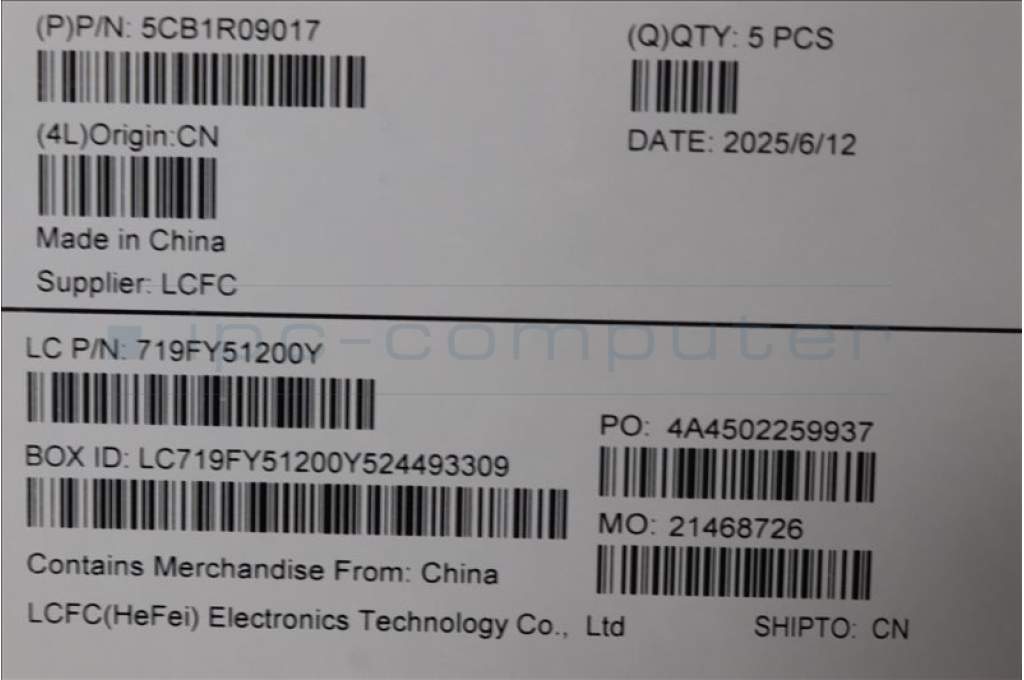 (P)P/N: 5CB1R09017
(Q)QTY: 5 PCS
(4L)Origin:CN
DATE: 2025/6/12
Made in China
Supplier: LCFC
ipc-computer
LC P/N: 719FY51200Y
PO: 4A4502259937
BOX ID: LC719FY51200Y524493309
MO: 21468726
Contains Merchandise From: China
LCFC(HeFei) Electronics Technology Co., Ltd
SHIPTO: CN